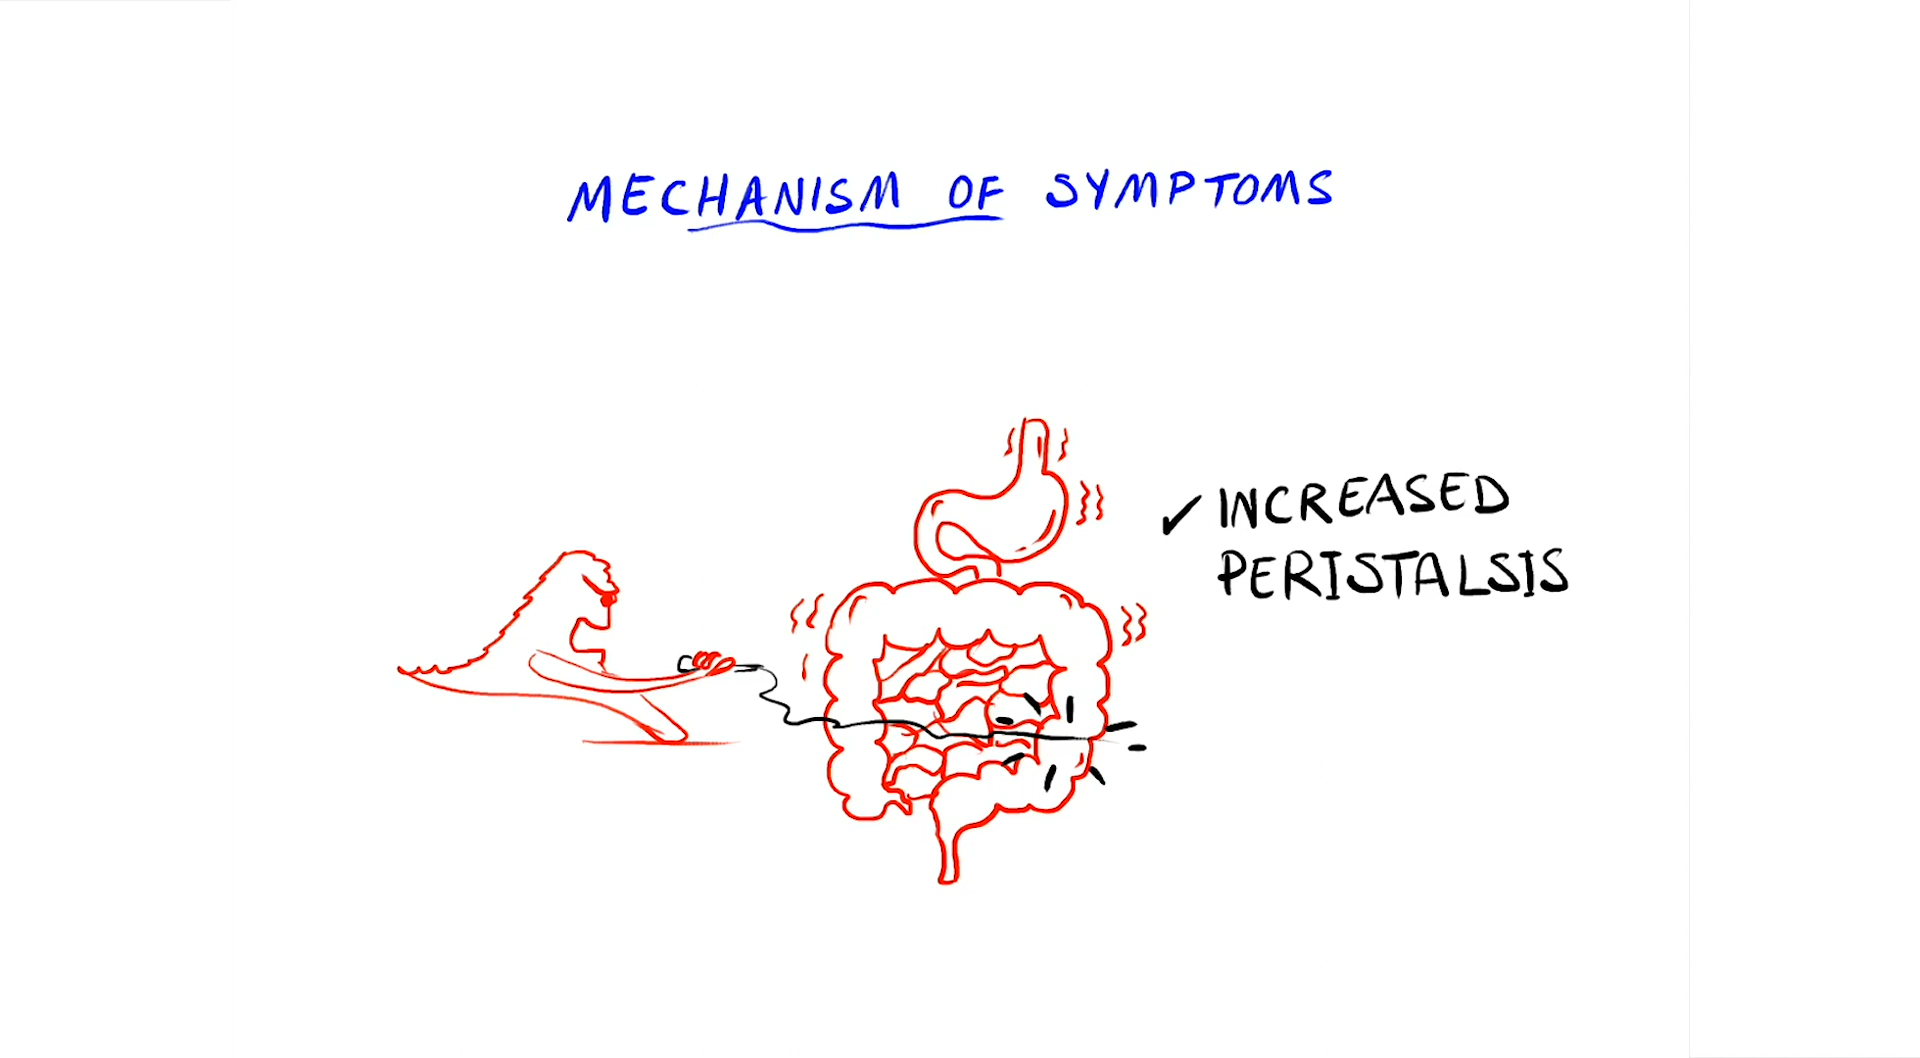 MECHANISM OF SYMPTOMS
✓ INCREASED
PERISTALSIS